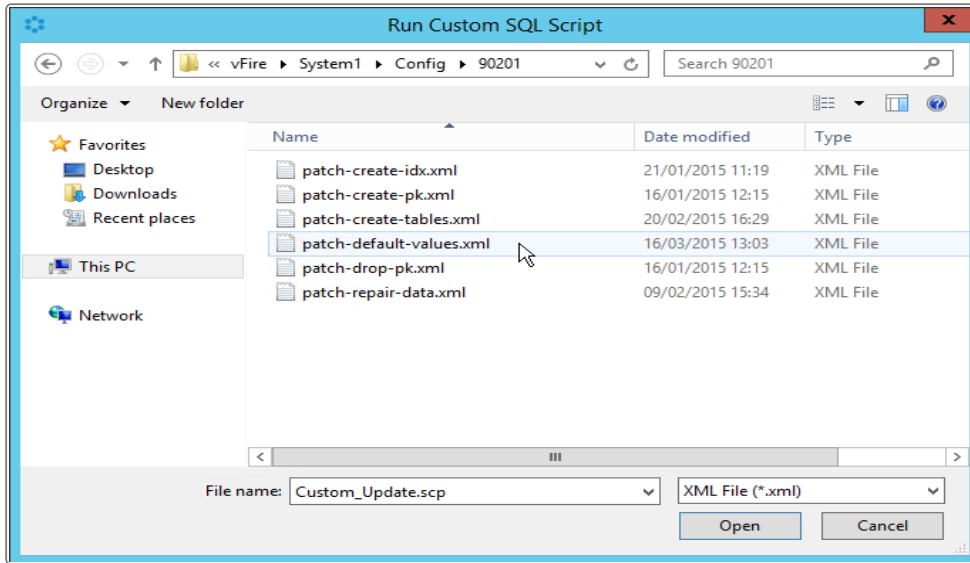 Run Custom SQL Script
x
« vFire System1 Config 90201
Search 90201
Organize New folder
Favorites
Desktop
Downloads
Recent places
This PC
Network
Name Date modified Type
patch-create-idx.xml 21/01/2015 11:19 XML File
patch-create-pk.xml 16/01/2015 12:15 XML File
patch-create-tables.xml 20/02/2015 16:29 XML File
patch-default-values.xml 16/03/2015 13:03 XML File
patch-drop-pk.xml 16/01/2015 12:15 XML File
patch-repair-data.xml 09/02/2015 15:34 XML File
File name: Custom_Update.scp XML File (*.xml)
Open Cancel